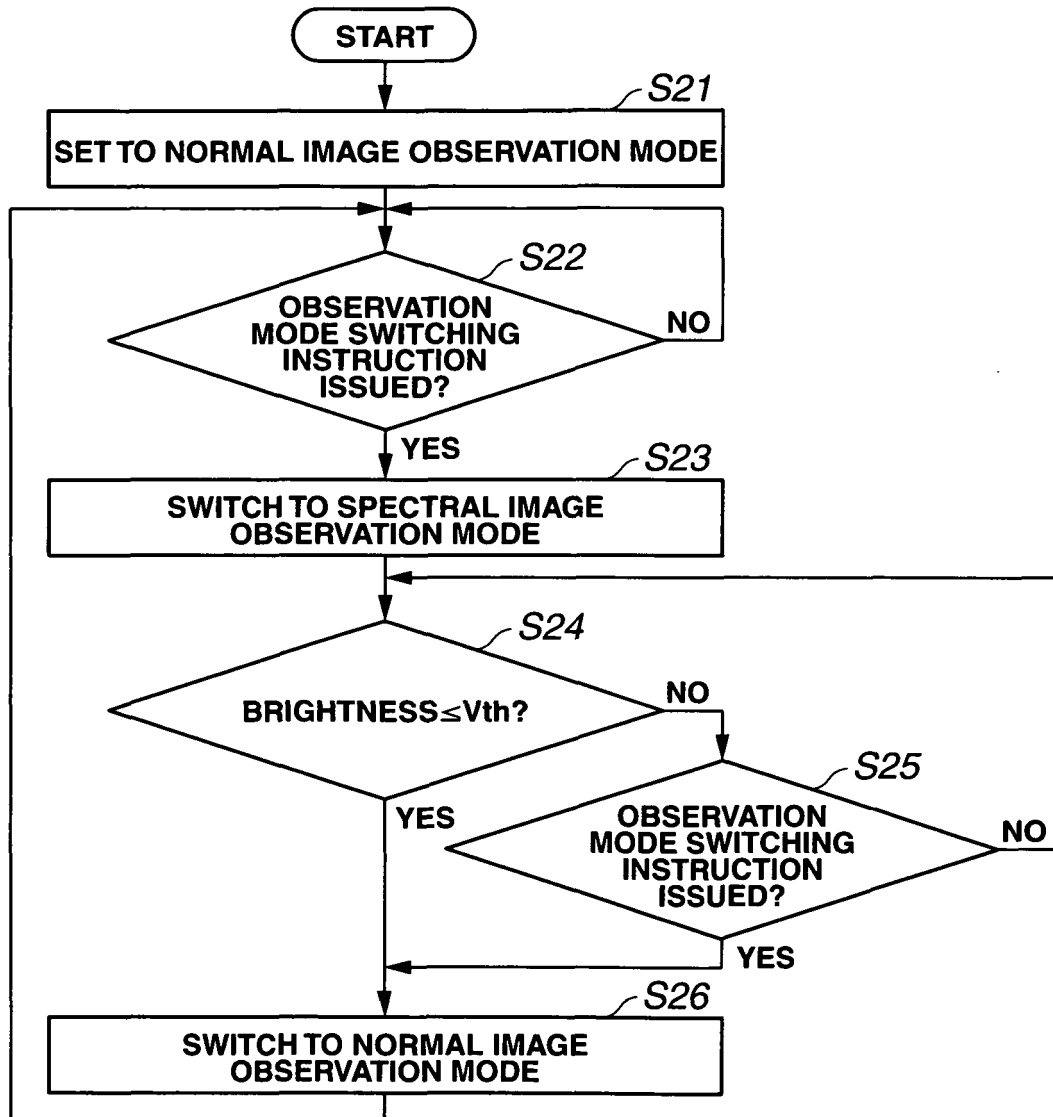 START
S21
SET TO NORMAL IMAGE OBSERVATION MODE
S22
OBSERVATION
MODE SWITCHING
INSTRUCTION
ISSUED?
NO
YES
S23
SWITCH TO SPECTRAL IMAGE
OBSERVATION MODE
S24
BRIGHTNESS≤Vth?
NO
YES
S25
OBSERVATION
MODE SWITCHING
INSTRUCTION
ISSUED?
NO
YES
S26
SWITCH TO NORMAL IMAGE
OBSERVATION MODE